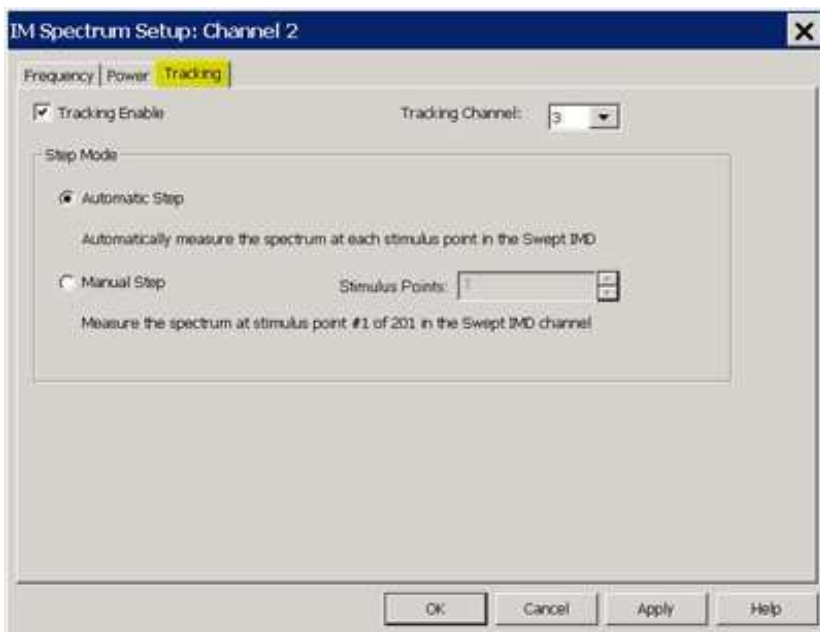 IM Spectrum Setup: Channel 2
Frequency Power Tracking
Tracking Enable Tracking Channel: 3
Step Mode
Automatic Step
Automatically measure the spectrum at each stimulus point in the Swept IMD
Manual Step Stimulus Points: 1
Measure the spectrum at stimulus point #1 of 201 in the Swept IMD channel
OK Cancel Apply Help